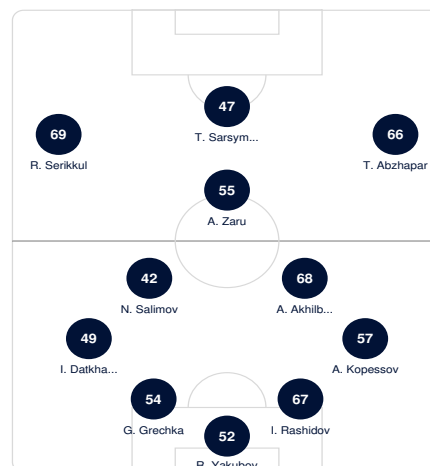 47
T. Sarsym...
69
R. Serikkul
66
T. Abzhapar
55
A. Zaru
42
N. Salimov
68
A. Akhilb...
49
I. Datkha...
57
A. Kopessov
54
G. Grechka
67
I. Rashidov
52
R. Yakubov